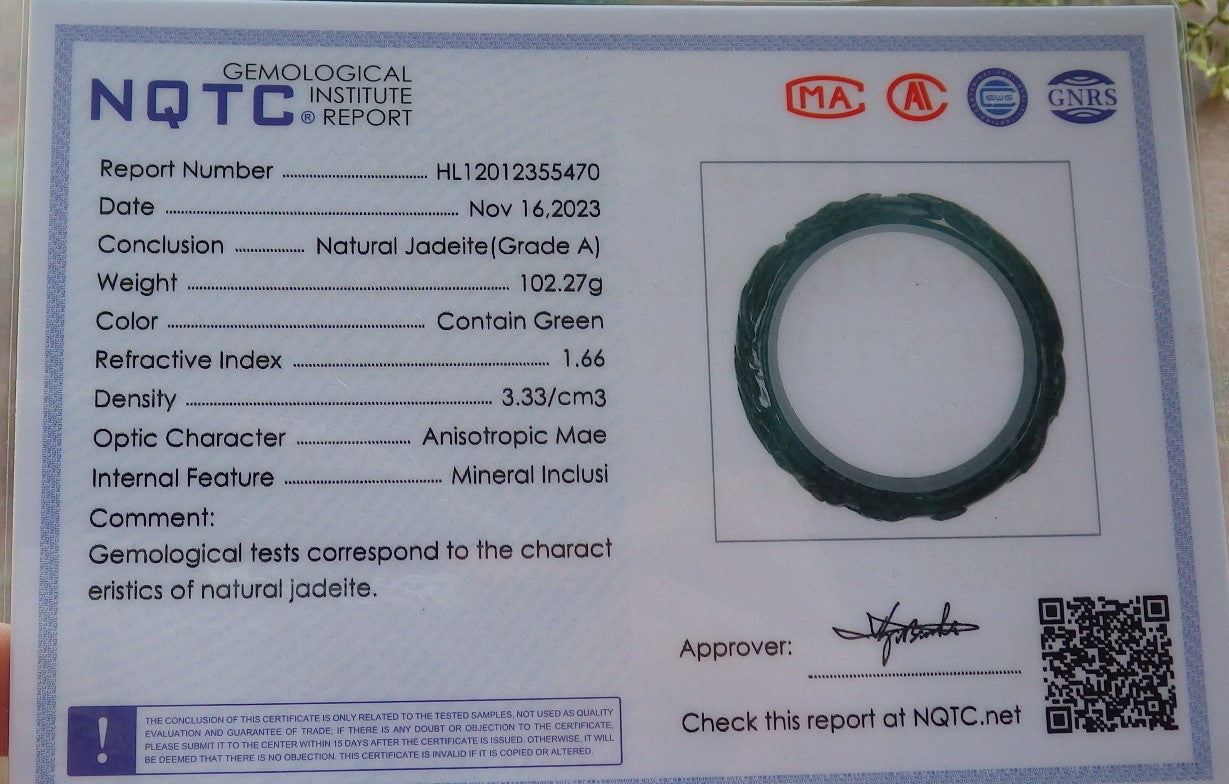 NQTC® GEMOLOGICAL
INSTITUTE
REPORT
MA
GWS
GNRS
Report Number ........ HL12012355470
Date ........ Nov 16,2023
Conclusion ........ Natural Jadeite(Grade A)
Weight ........ 102.27g
Color ........ Contain Green
Refractive Index ........ 1.66
Density ........ 3.33/cm3
Optic Character ........ Anisotropic Mae
Internal Feature ........ Mineral Inclusi
Comment:
Gemological tests correspond to the charact
eristics of natural jadeite.
Approver:
Check this report at NQTC.net
! THE CONCLUSION OF THIS CERTIFICATE IS ONLY RELATED TO THE TESTED SAMPLES, NOT USED AS QUALITY
EVALUATION AND GUARANTEE OF TRADE; IF THERE IS ANY DOUBT OR OBJECTION TO THE CERTIFICATE,
PLEASE SUBMIT IT TO THE CENTER WITHIN 15 DAYS AFTER THE CERTIFICATE IS ISSUED. OTHERWISE, IT WILL
BE DEEMED THAT THERE IS NO OBJECTION. THIS CERTIFICATE IS INVALID IF IT IS COPIED OR ALTERED.